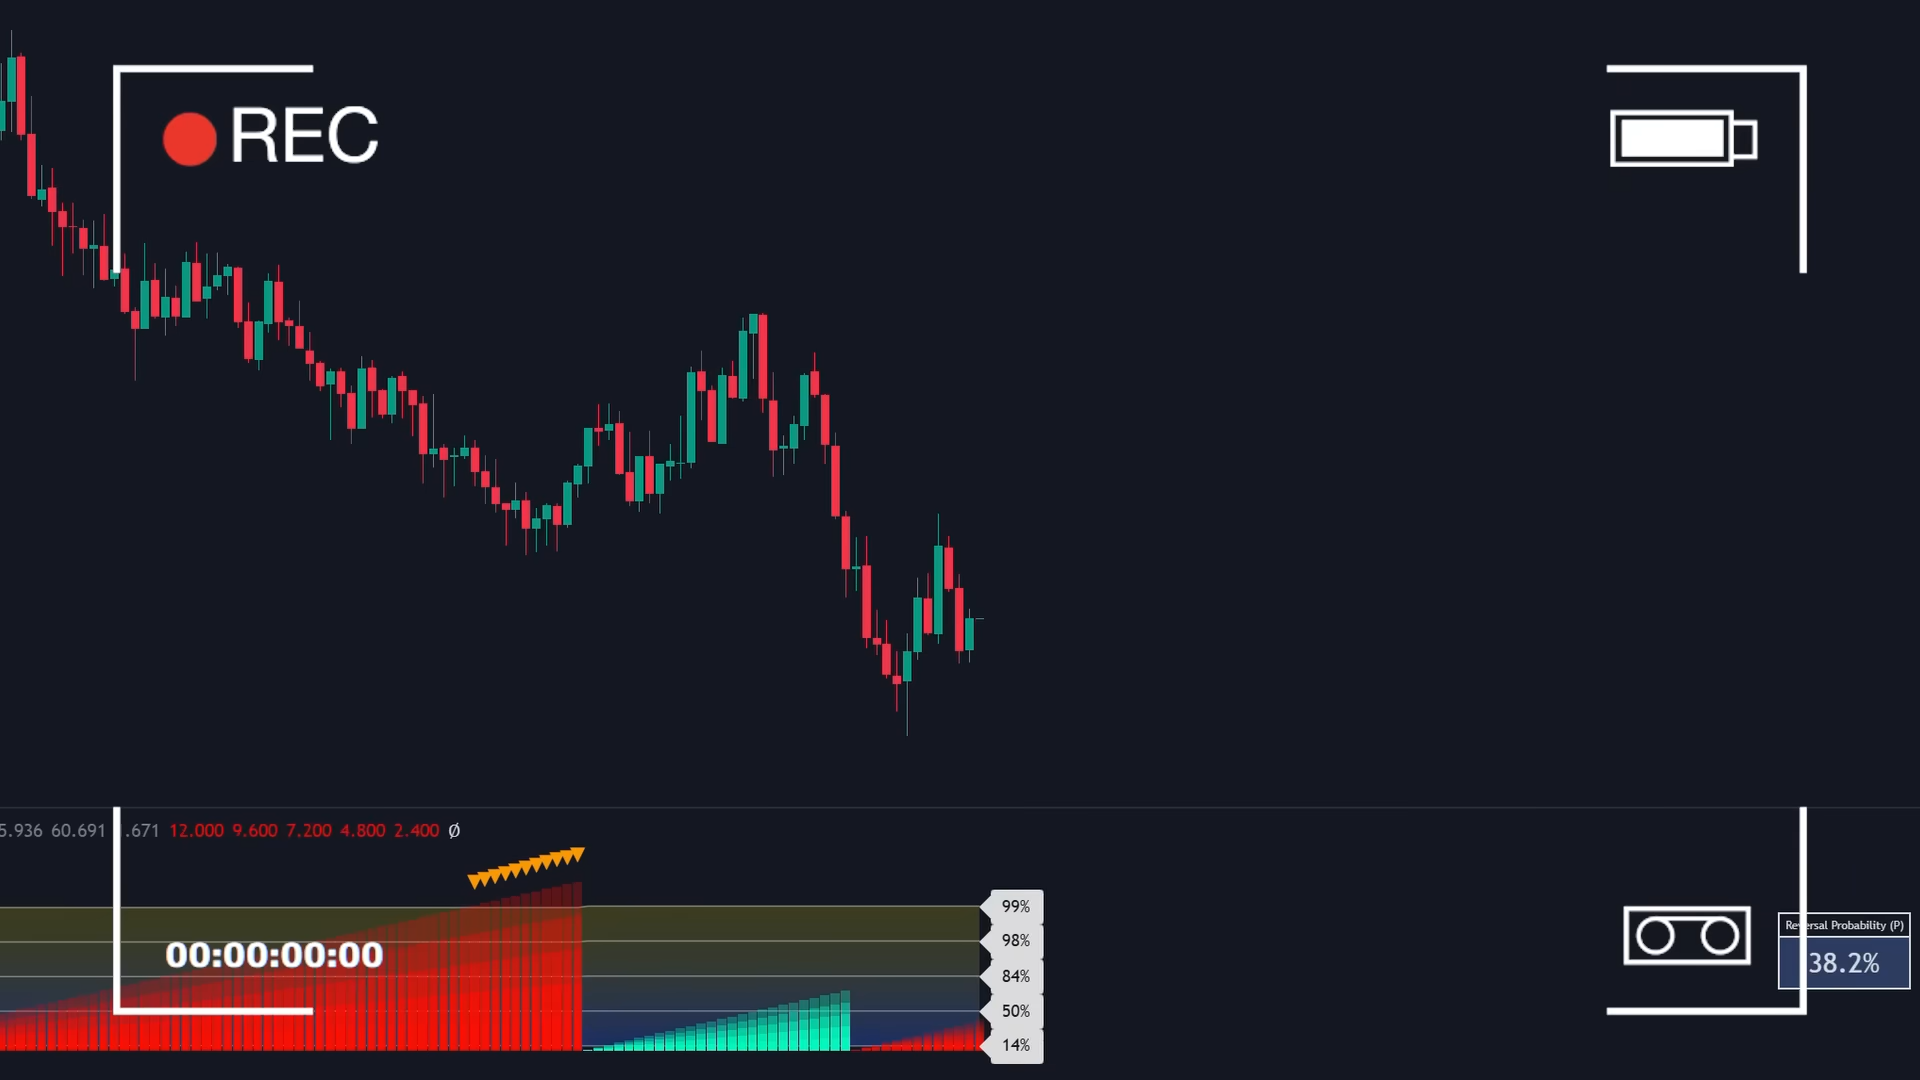 REC
5.936 60.691 .671 12.000 9.600 7.200 4.800 2.400 Ø
99%
98%
84%
50%
14%
00:00:00:00
Reversal Probability (P)
38.2%